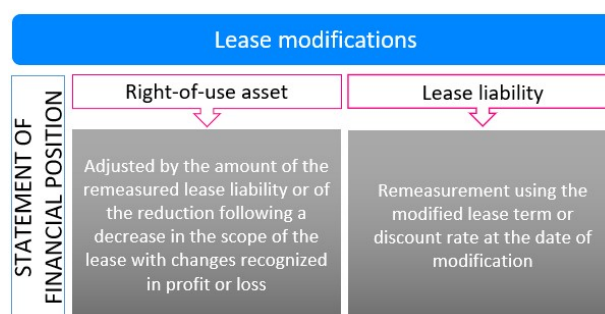 Lease modifications
STATEMENT OF
FINANCIAL POSITION
Right-of-use asset
Lease liability
Adjusted by the amount of the
remeasured lease liability or of
the reduction following a
decrease in the scope of the
lease with changes recognized
in profit or loss
Remeasurement using the
modified lease term or
discount rate at the date of
modification